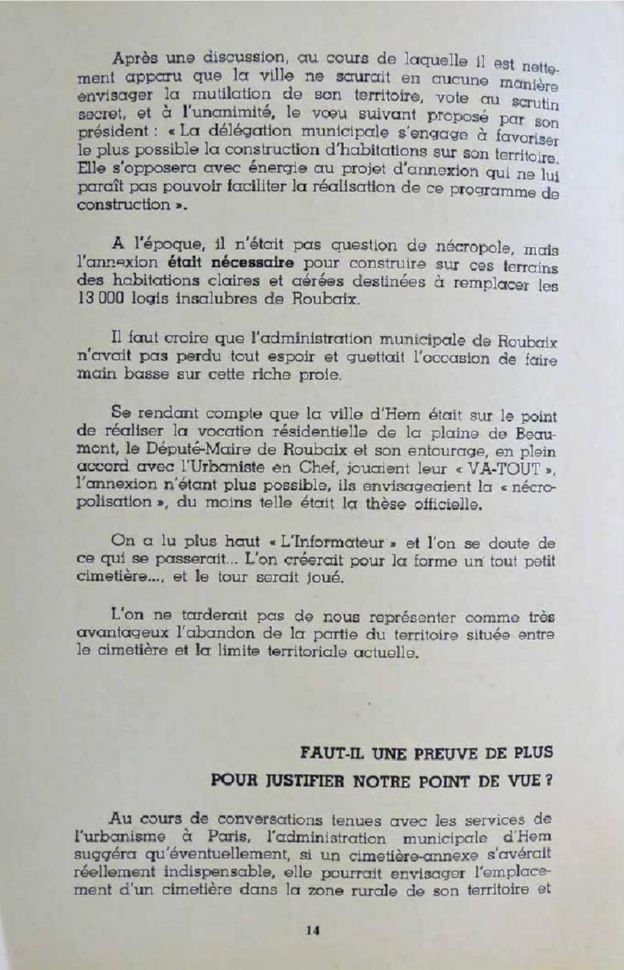 Après une discussion, au cours de laquelle il est nette-
ment apparu que la ville ne saurait en aucune manière
envisager la mutilation de son territoire, vote au scrutin
secret, et à l'unanimité, le vœu suivant proposé par son
président : « La délégation municipale s'engage à favoriser
le plus possible la construction d'habitations sur son territoire.
Elle s'opposera avec énergie au projet d'annexion qui ne lui
paraît pas pouvoir faciliter la réalisation de ce programme de
construction ».
A l'époque, il n'était pas question de nécropole, mais
l'annexion était nécessaire pour construire sur ces terrains
des habitations claires et aérées destinées à remplacer les
13 000 logis insalubres de Roubaix.
Il faut croire que l'administration municipale de Roubaix
n'avait pas perdu tout espoir et guettait l'occasion de faire
main basse sur cette riche proie.
Se rendant compte que la ville d'Hem était sur le point
de réaliser la vocation résidentielle de la plaine de Beau-
mont, le Député-Maire de Roubaix et son entourage, en plein
accord avec l'Urbaniste en Chef, jouaient leur « VA-TOUT »,
l'annexion n'étant plus possible, ils envisageaient la « nécro-
polisation », du moins telle était la thèse officielle.
On a lu plus haut « L'Informateur » et l'on se doute de
ce qui se passerait... L'on créerait pour la forme un tout petit
cimetière..., et le tour serait joué.
L'on ne tarderait pas de nous représenter comme très
avantageux l'abandon de la partie du territoire située entre
le cimetière et la limite territoriale actuelle.
FAUT-IL UNE PREUVE DE PLUS
POUR JUSTIFIER NOTRE POINT DE VUE ?
Au cours de conversations tenues avec les services de
l'urbanisme à Paris, l'administration municipale d'Hem
suggéra qu'éventuellement, si un cimetière-annexe s'avérait
réellement indispensable, elle pourrait envisager l'emplace-
ment d'un cimetière dans la zone rurale de son territoire et
14